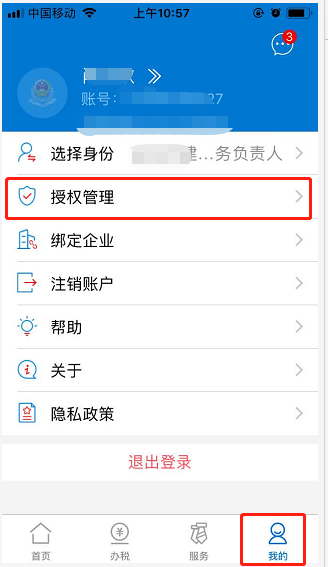 中国移动 上午10:57
3
账号: 27
选择身份 建...务负责人
授权管理
绑定企业
注销账户
帮助
关于
隐私政策
退出登录
首页 办税 服务 我的